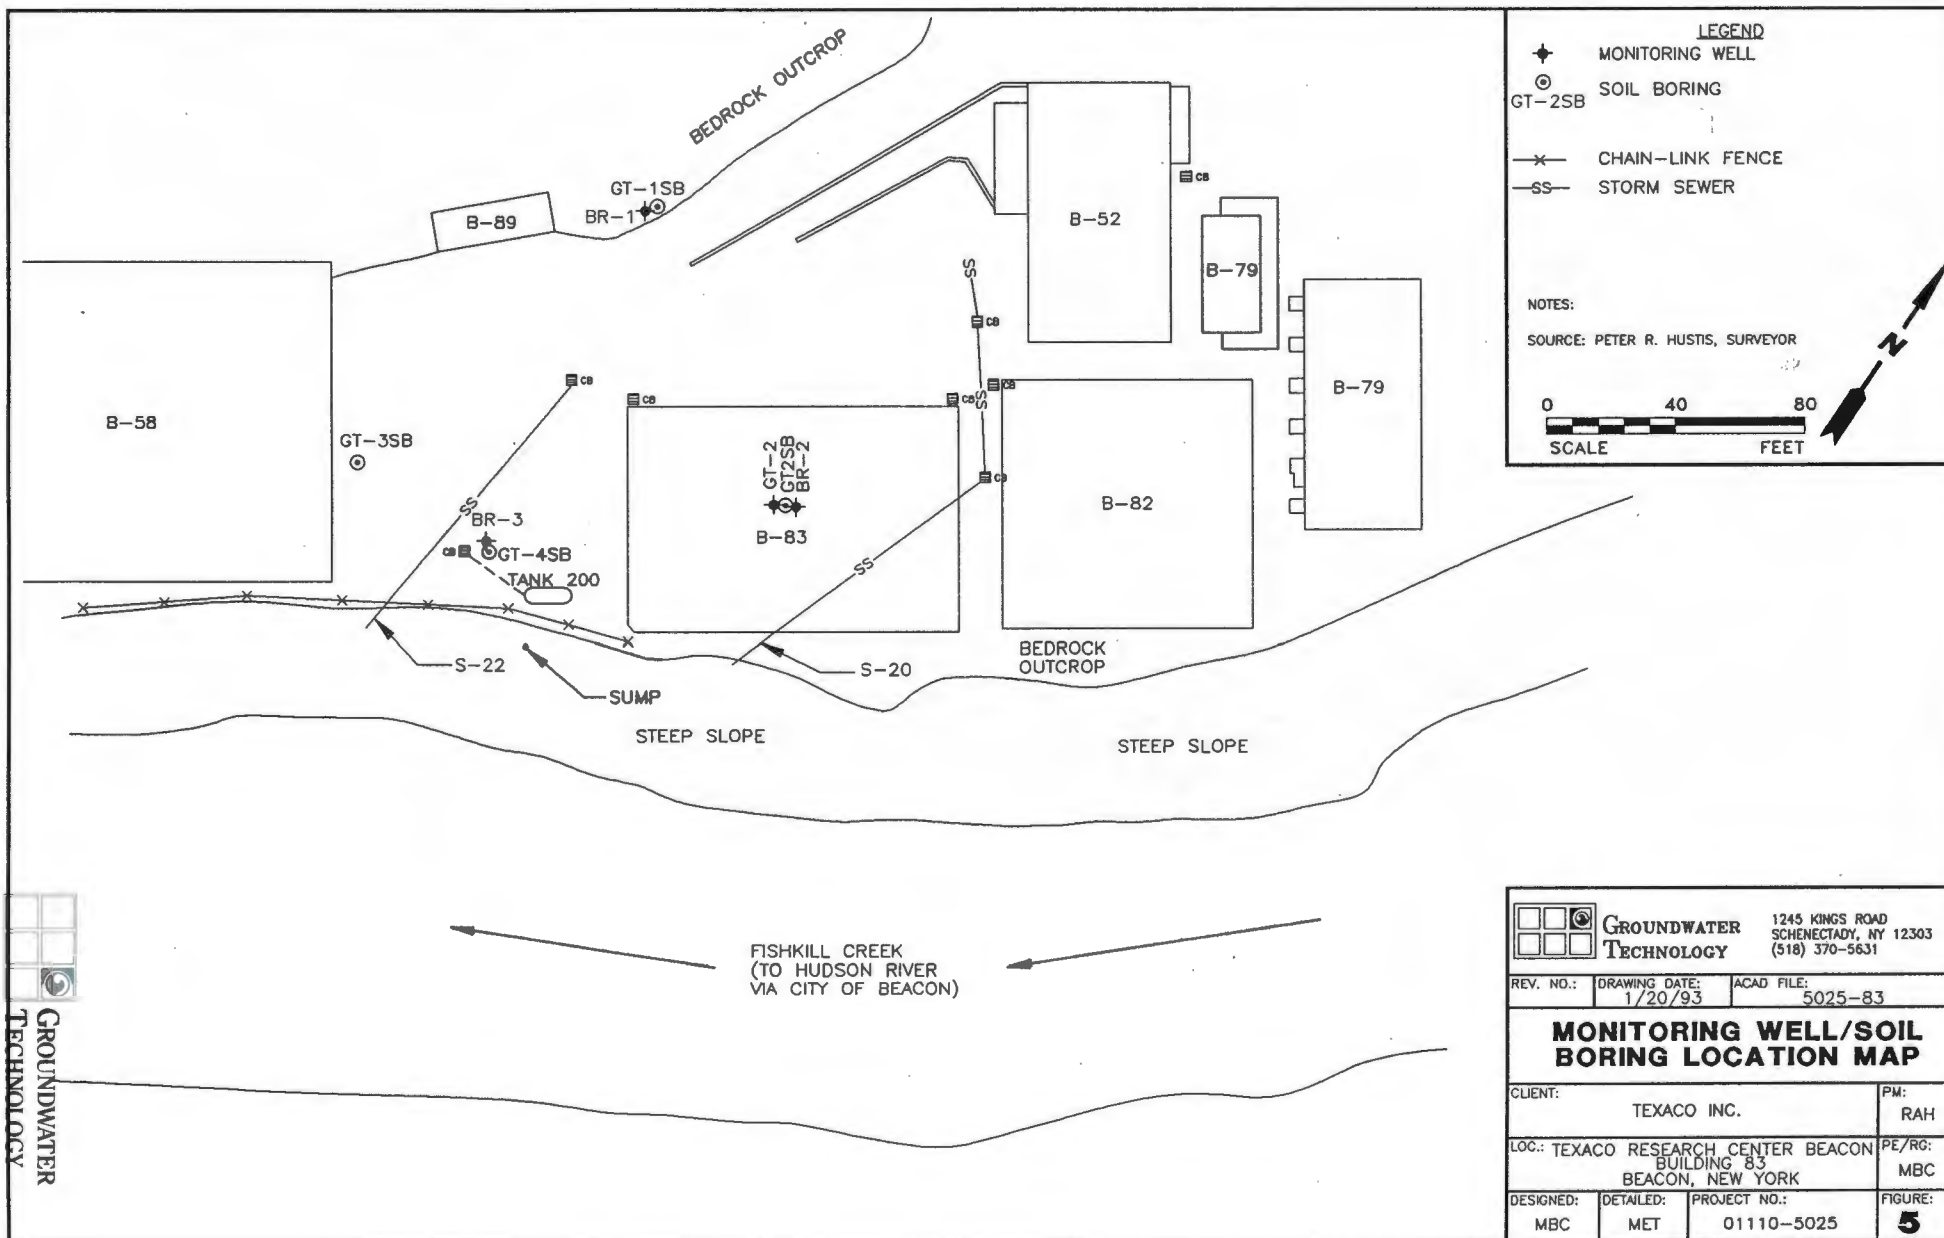 BEDROCK OUTCROP
GT-1SB
BR-1
B-89
B-52
CB
B-79
SS
CB
B-79
CB
CB
CB
CB
SS
B-58
GT-3SB
GT-2
GT2SB
BR-2
B-83
CB
B-82
SS
BR-3
CB
GT-4SB
TANK 200
SS
S-22
SUMP
S-20
BEDROCK
OUTCROP
STEEP SLOPE
STEEP SLOPE
FISHKILL CREEK
(TO HUDSON RIVER
VIA CITY OF BEACON)
GROUNDWATER
TECHNOLOGY
LEGEND
MONITORING WELL
GT-2SB SOIL BORING
X CHAIN-LINK FENCE
SS STORM SEWER
NOTES:
SOURCE: PETER R. HUSTIS, SURVEYOR
N
0 40 80
SCALE FEET
GROUNDWATER
TECHNOLOGY
1245 KINGS ROAD
SCHENECTADY, NY 12303
(518) 370-5631
REV. NO.: DRAWING DATE: ACAD FILE:
1/20/93 5025-83
MONITORING WELL/SOIL
BORING LOCATION MAP
CLIENT: PM:
TEXACO INC. RAH
LOC.: TEXACO RESEARCH CENTER BEACON PE/RG:
BUILDING 83 MBC
BEACON, NEW YORK
DESIGNED: DETAILED: PROJECT NO.: FIGURE:
MBC MET 01110-5025 5